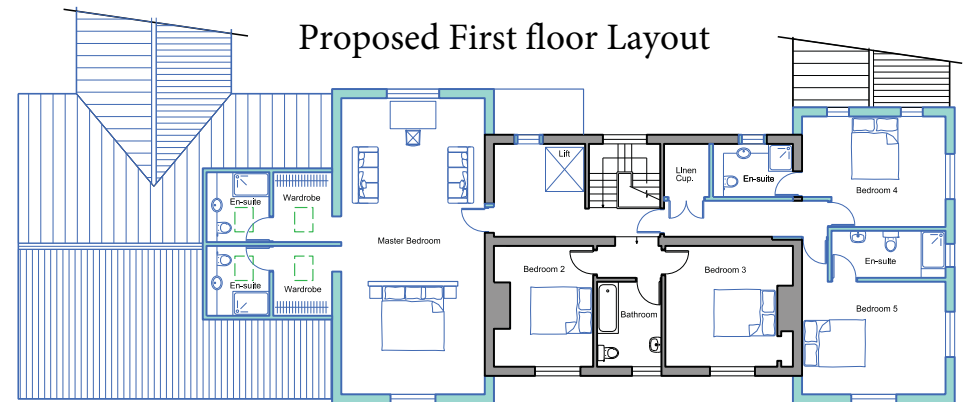 Proposed First floor Layout
Lift
LInen
Cup.
En-suite
Bedroom 4
En-suite
Wardrobe
Master Bedroom
Bedroom 2
Bedroom 3
En-suite
En-suite
Wardrobe
Bathroom
Bedroom 5